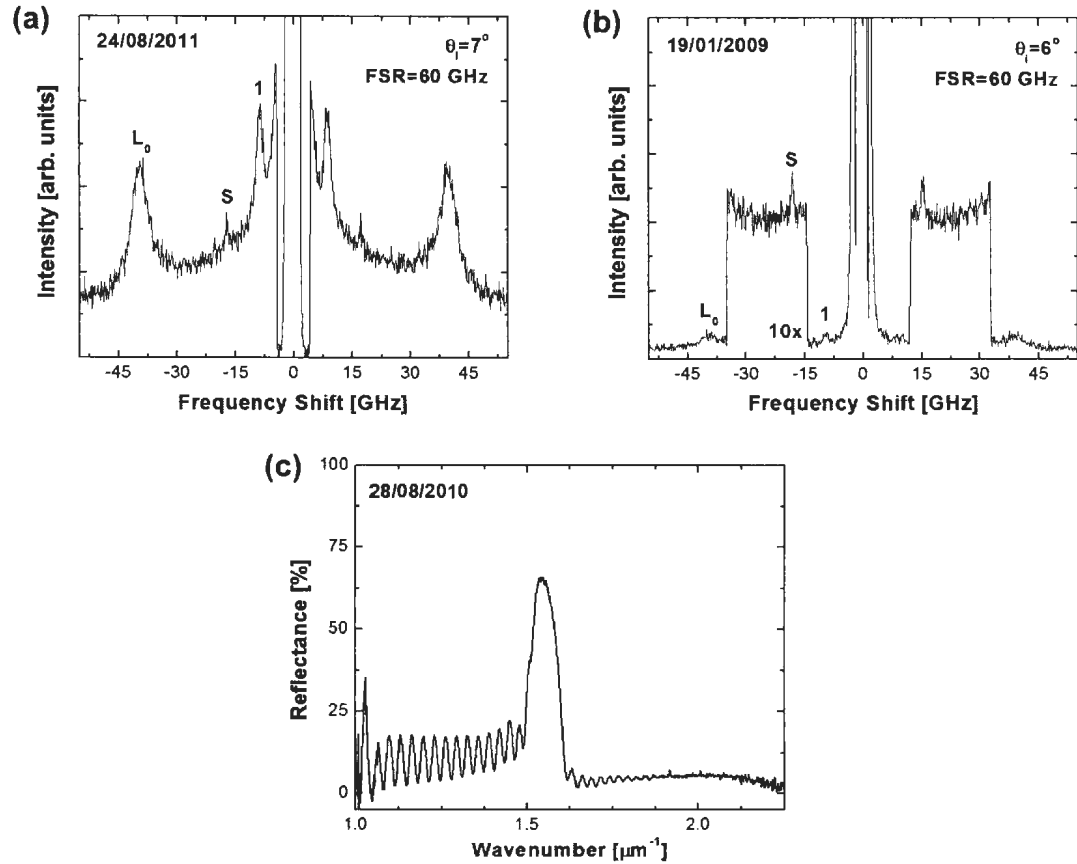 (a)
24/08/2011
θi=7°
FSR=60 GHz
L0
S
1
Intensity [arb. units]
-45 -30 -15 0 15 30 45
Frequency Shift [GHz]
(b)
19/01/2009
θi=6°
FSR=60 GHz
S
L0
10x
1
Intensity [arb. units]
-45 -30 -15 0 15 30 45
Frequency Shift [GHz]
(c)
28/08/2010
100
75
50
25
0
Reflectance [%]
1.0 1.5 2.0
Wavenumber [μm⁻¹]